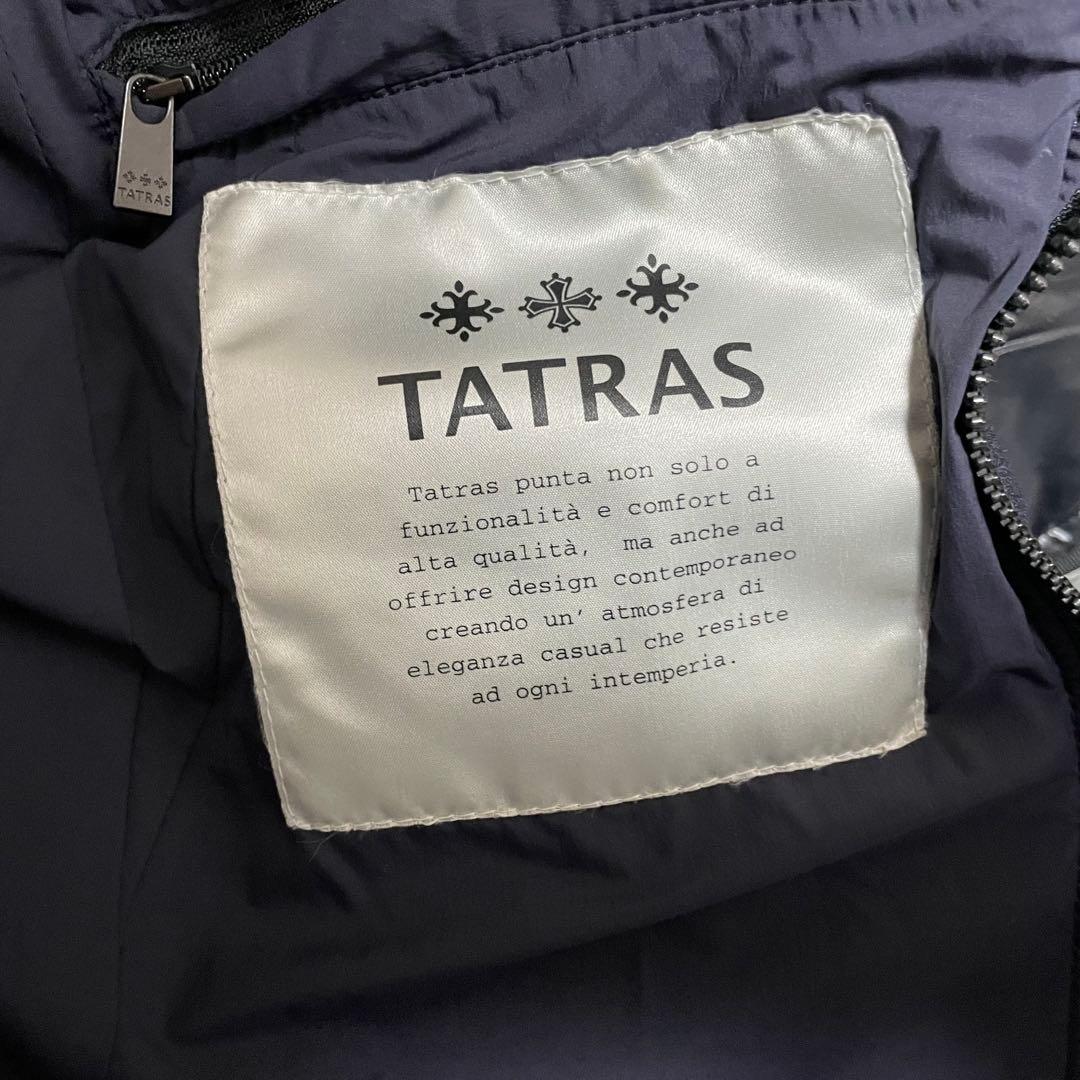 TATRAS
TATRAS
Tatras punta non solo a
funzionalità e comfort di
alta qualità, ma anche ad
offrire design contemporaneo
creando un’ atmosfera di
eleganza casual che resiste
ad ogni intemperia.